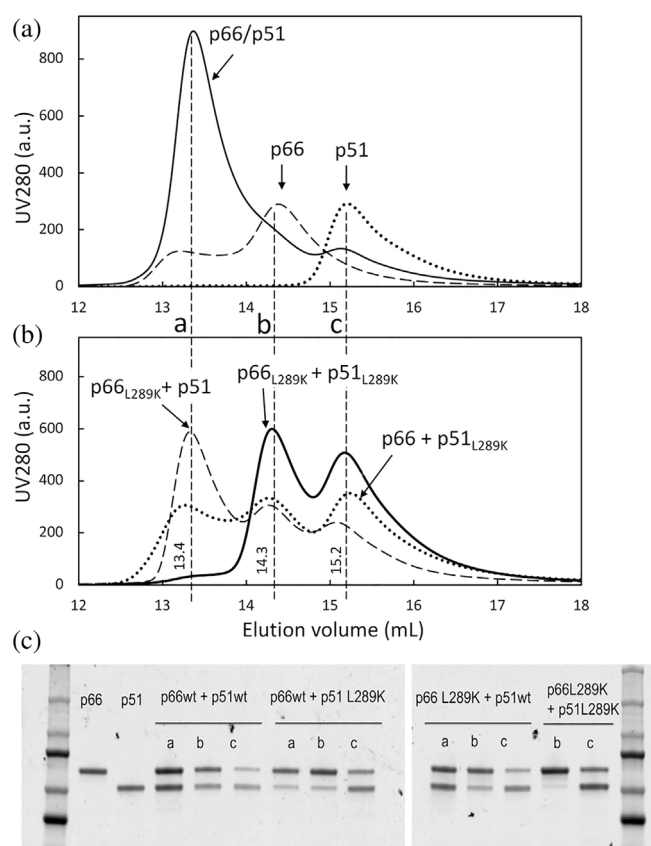 (a)
p66/p51
p66
p51
UV280 (a.u.)
800
600
400
200
0
12 13 14 15 16 17 18
a b c
(b)
p66L289K + p51
p66L289K + p51L289K
p66 + p51L289K
UV280 (a.u.)
800
600
400
200
0
13.4
14.3
15.2
12 13 14 15 16 17 18
Elution volume (mL)
(c)
p66 p51 p66wt + p51wt p66wt + p51 L289K p66 L289K + p51wt p66L289K
+ p51L289K
a b c a b c a b c b c